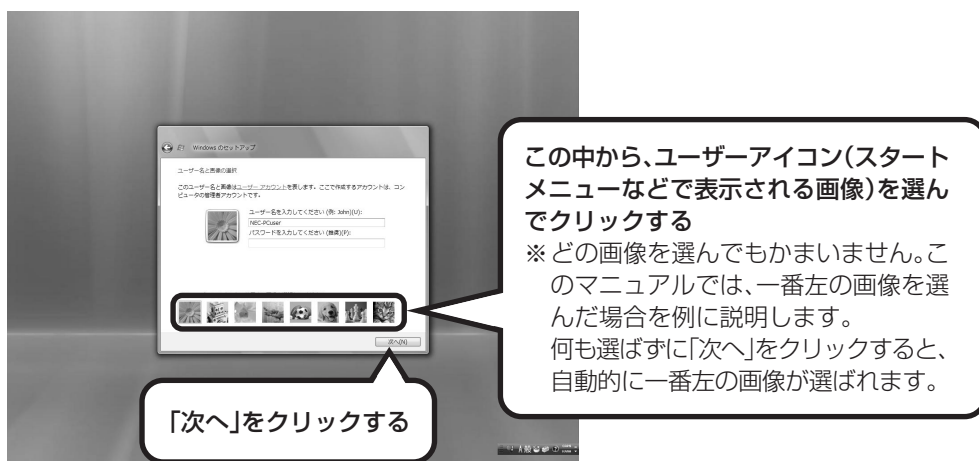 Windows のセットアップ
ユーザー名と画像の選択
このユーザー名と画像はユーザー アカウントを表します。ここで作成するアカウントは、コン
ピュータの管理者アカウントです。
ユーザー名を入力してください (例: John)(U):
NEC-PCuser
パスワードを入力してください (推奨)(P):
次へ(N)
この中から、ユーザーアイコン(スタート
メニューなどで表示される画像)を選ん
でクリックする
※どの画像を選んでもかまいません。こ
のマニュアルでは、一番左の画像を選
んだ場合を例に説明します。
何も選ばずに「次へ」をクリックすると、
自動的に一番左の画像が選ばれます。
「次へ」をクリックする
A 般